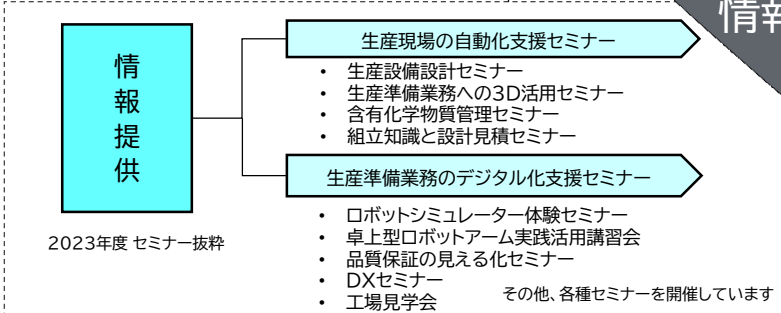 情報
生産現場の自動化支援セミナー
情報提供
・ 生産設備設計セミナー
・ 生産準備業務への3D活用セミナー
・ 含有化学物質管理セミナー
・ 組立知識と設計見積セミナー
生産準備業務のデジタル化支援セミナー
2023年度 セミナー抜粋
・ ロボットシミュレーター体験セミナー
・ 卓上型ロボットアーム実践活用講習会
・ 品質保証の見える化セミナー
・ DXセミナー
・ 工場見学会
その他、各種セミナーを開催しています